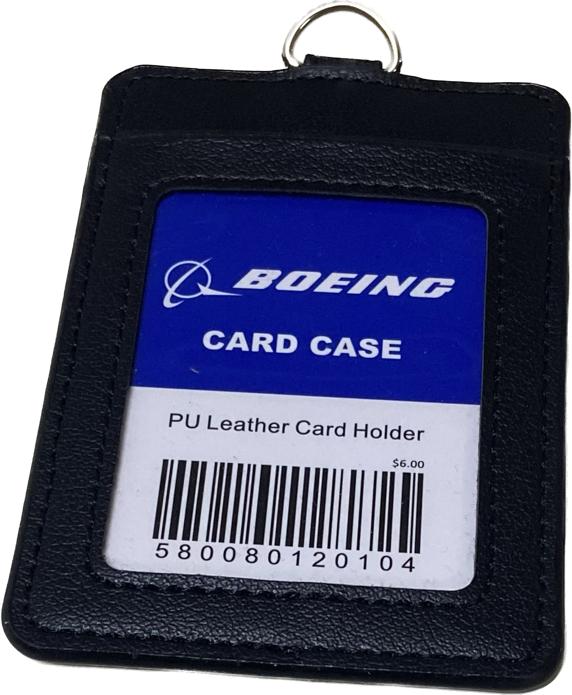 BOEING
CARD CASE
PU Leather Card Holder
$6.00
580080120104